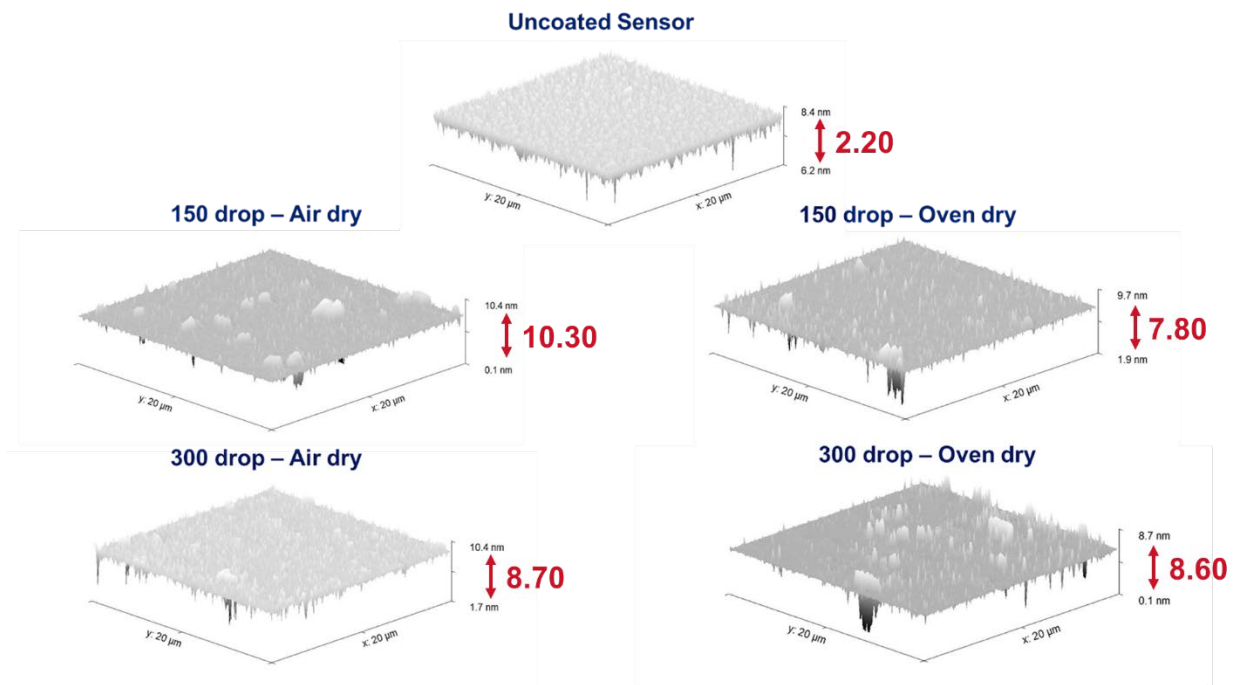 Uncoated Sensor
8.4 nm
2.20
6.2 nm
y: 20 µm
x: 20 µm
150 drop – Air dry
10.4 nm
10.30
0.1 nm
y: 20 µm
x: 20 µm
150 drop – Oven dry
9.7 nm
7.80
1.9 nm
y: 20 µm
x: 20 µm
300 drop – Air dry
10.4 nm
8.70
1.7 nm
y: 20 µm
x: 20 µm
300 drop – Oven dry
8.7 nm
8.60
0.1 nm
y: 20 µm
x: 20 µm